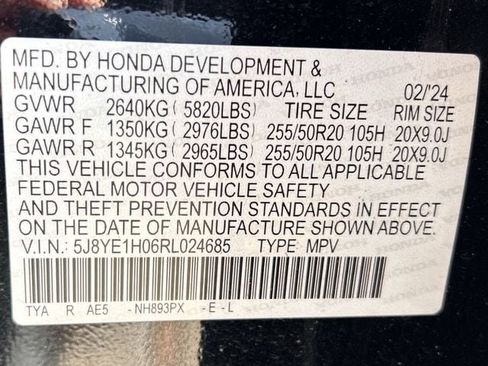 MFD. BY HONDA DEVELOPMENT &
MANUFACTURING OF AMERICA, LLC 02/'24
GVWR 2640KG ( 5820LBS) TIRE SIZE RIM SIZE
GAWR F 1350KG ( 2976LBS) 255/50R20 105H 20X9.0J
GAWR R 1345KG ( 2965LBS) 255/50R20 105H 20X9.0J
THIS VEHICLE CONFORMS TO ALL APPLICABLE
FEDERAL MOTOR VEHICLE SAFETY
AND THEFT PREVENTION STANDARDS IN EFFECT
ON THE DATE OF MANUFACTURE SHOWN ABOVE.
V.I.N.: 5J8YE1H06RL024685 TYPE: MPV
TYA R AE5 -NH893PX -E-L